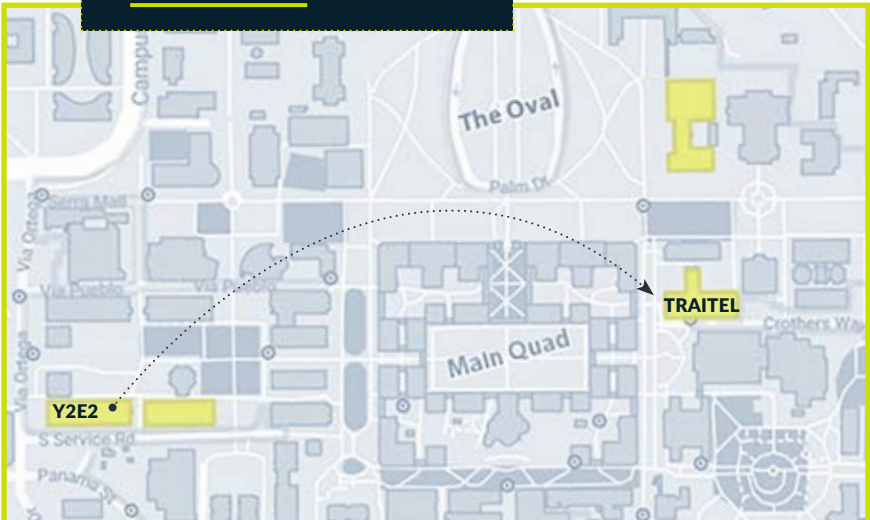 Campu
The Oval
Palm Dr
Serra Mall
Via Ortega
Via Pueblo
Via Pueblo
TRAITEL
Crothers Way
Main Quad
Via Ortega
Y2E2
S Service Rd
Panama St